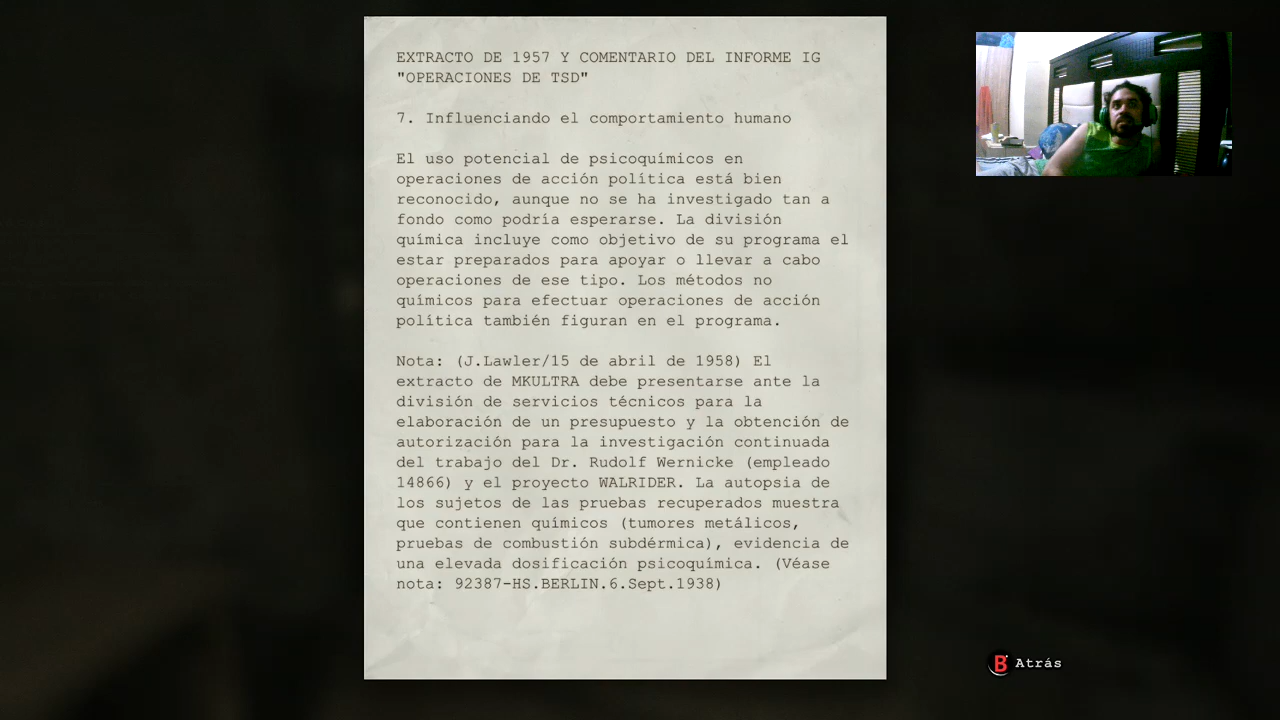 EXTRACTO DE 1957 Y COMENTARIO DEL INFORME IG
"OPERACIONES DE TSD"
7. Influenciando el comportamiento humano
El uso potencial de psicoquímicos en
operaciones de acción política está bien
reconocido, aunque no se ha investigado tan a
fondo como podría esperarse. La división
química incluye como objetivo de su programa el
estar preparados para apoyar o llevar a cabo
operaciones de ese tipo. Los métodos no
químicos para efectuar operaciones de acción
política también figuran en el programa.
Nota: (J.Lawler/15 de abril de 1958) El
extracto de MKULTRA debe presentarse ante la
división de servicios técnicos para la
elaboración de un presupuesto y la obtención de
autorización para la investigación continuada
del trabajo del Dr. Rudolf Wernicke (empleado
14866) y el proyecto WALRIDER. La autopsia de
los sujetos de las pruebas recuperados muestra
que contienen químicos (tumores metálicos,
pruebas de combustión subdérmica), evidencia de
una elevada dosificación psicoquímica. (Véase
nota: 92387-HS.BERLIN.6.Sept.1938)
B Atrás